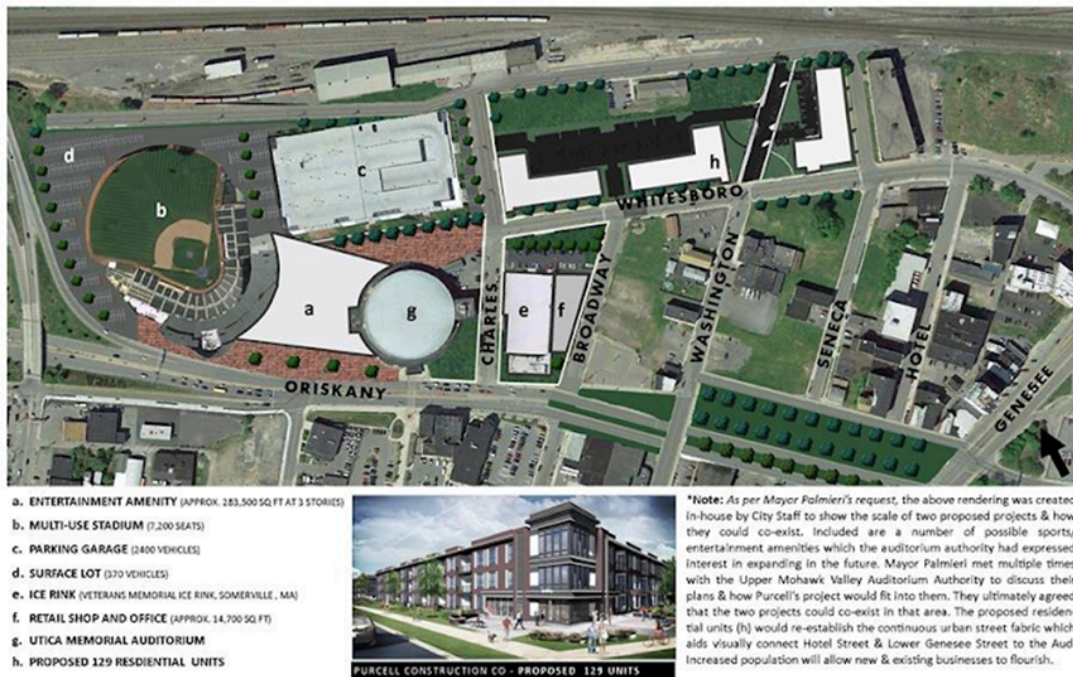 d
b
c
h
a
g
e
f
WHITESBORO
CHARLES
BROADWAY
WASHINGTON
SENECA
HOTEL
GENESEE
ORISKANY
a. ENTERTAINMENT AMENITY (APPROX. 283,500 SQ FT AT 3 STORIES)
b. MULTI-USE STADIUM (7,200 SEATS)
c. PARKING GARAGE (2400 VEHICLES)
d. SURFACE LOT (370 VEHICLES)
e. ICE RINK (VETERANS MEMORIAL ICE RINK, SOMERVILLE , MA)
f. RETAIL SHOP AND OFFICE (APPROX. 14,700 SQ FT)
g. UTICA MEMORIAL AUDITORIUM
h. PROPOSED 129 RESDIENTIAL UNITS
PURCELL CONSTRUCTION CO - PROPOSED 129 UNITS
*Note: As per Mayor Palmieri's request, the above rendering was created
in-house by City Staff to show the scale of two proposed projects & how
they could co-exist. Included are a number of possible sports/
entertainment amenities which the auditorium authority had expressed
interest in expanding in the future. Mayor Palmieri met multiple times
with the Upper Mohawk Valley Auditorium Authority to discuss their
plans & how Purcell's project would fit into them. They ultimately agreed
that the two projects could co-exist in that area. The proposed residen-
tial units (h) would re-establish the continuous urban street fabric which
aids visually connect Hotel Street & Lower Genesee Street to the Aud.
Increased population will allow new & existing businesses to flourish.